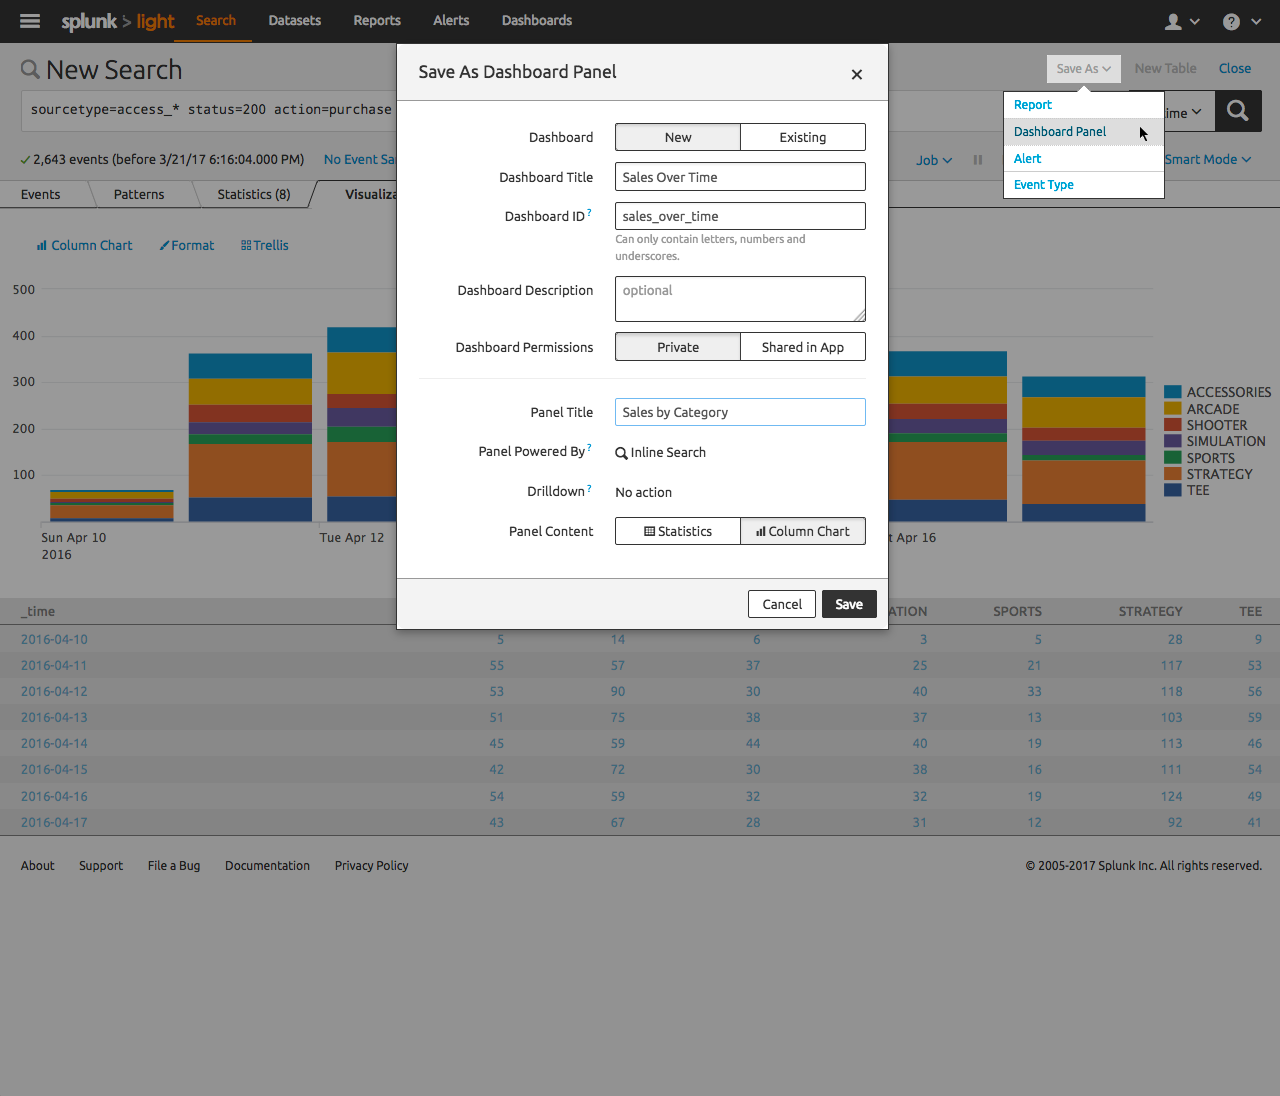 splunk > light Search Datasets Reports Alerts Dashboards ?
New Search
Save As New Table Close
sourcetype=access_* status=200 action=purchase
Report
Dashboard Panel
Alert
Event Type
2,643 events (before 3/21/17 6:16:04.000 PM) No Event
Job
Smart Mode
Events Patterns Statistics (8)
Column Chart Format Trellis
500
400
300
200
100
Sun Apr 10
2016
Tue Apr 12
Apr 16
ACCESSORIES
ARCADE
SHOOTER
SIMULATION
SPORTS
STRATEGY
TEE
Save As Dashboard Panel
Dashboard New Existing
Dashboard Title Sales Over Time
Dashboard ID ? sales_over_time
Can only contain letters, numbers and
underscores.
Dashboard Description optional
Dashboard Permissions Private Shared in App
Panel Title Sales by Category
Panel Powered By ? Inline Search
Drilldown ? No action
Panel Content Statistics Column Chart
Cancel Save
_time SPORTS STRATEGY TEE
2016-04-10 5 14 6 3 5 28 9
2016-04-11 55 57 37 25 21 117 53
2016-04-12 53 90 30 40 33 118 56
2016-04-13 51 75 38 37 13 103 59
2016-04-14 45 59 44 40 19 113 46
2016-04-15 42 72 30 38 16 111 54
2016-04-16 54 59 32 32 19 124 49
2016-04-17 43 67 28 31 12 92 41
About Support File a Bug Documentation Privacy Policy
© 2005-2017 Splunk Inc. All rights reserved.